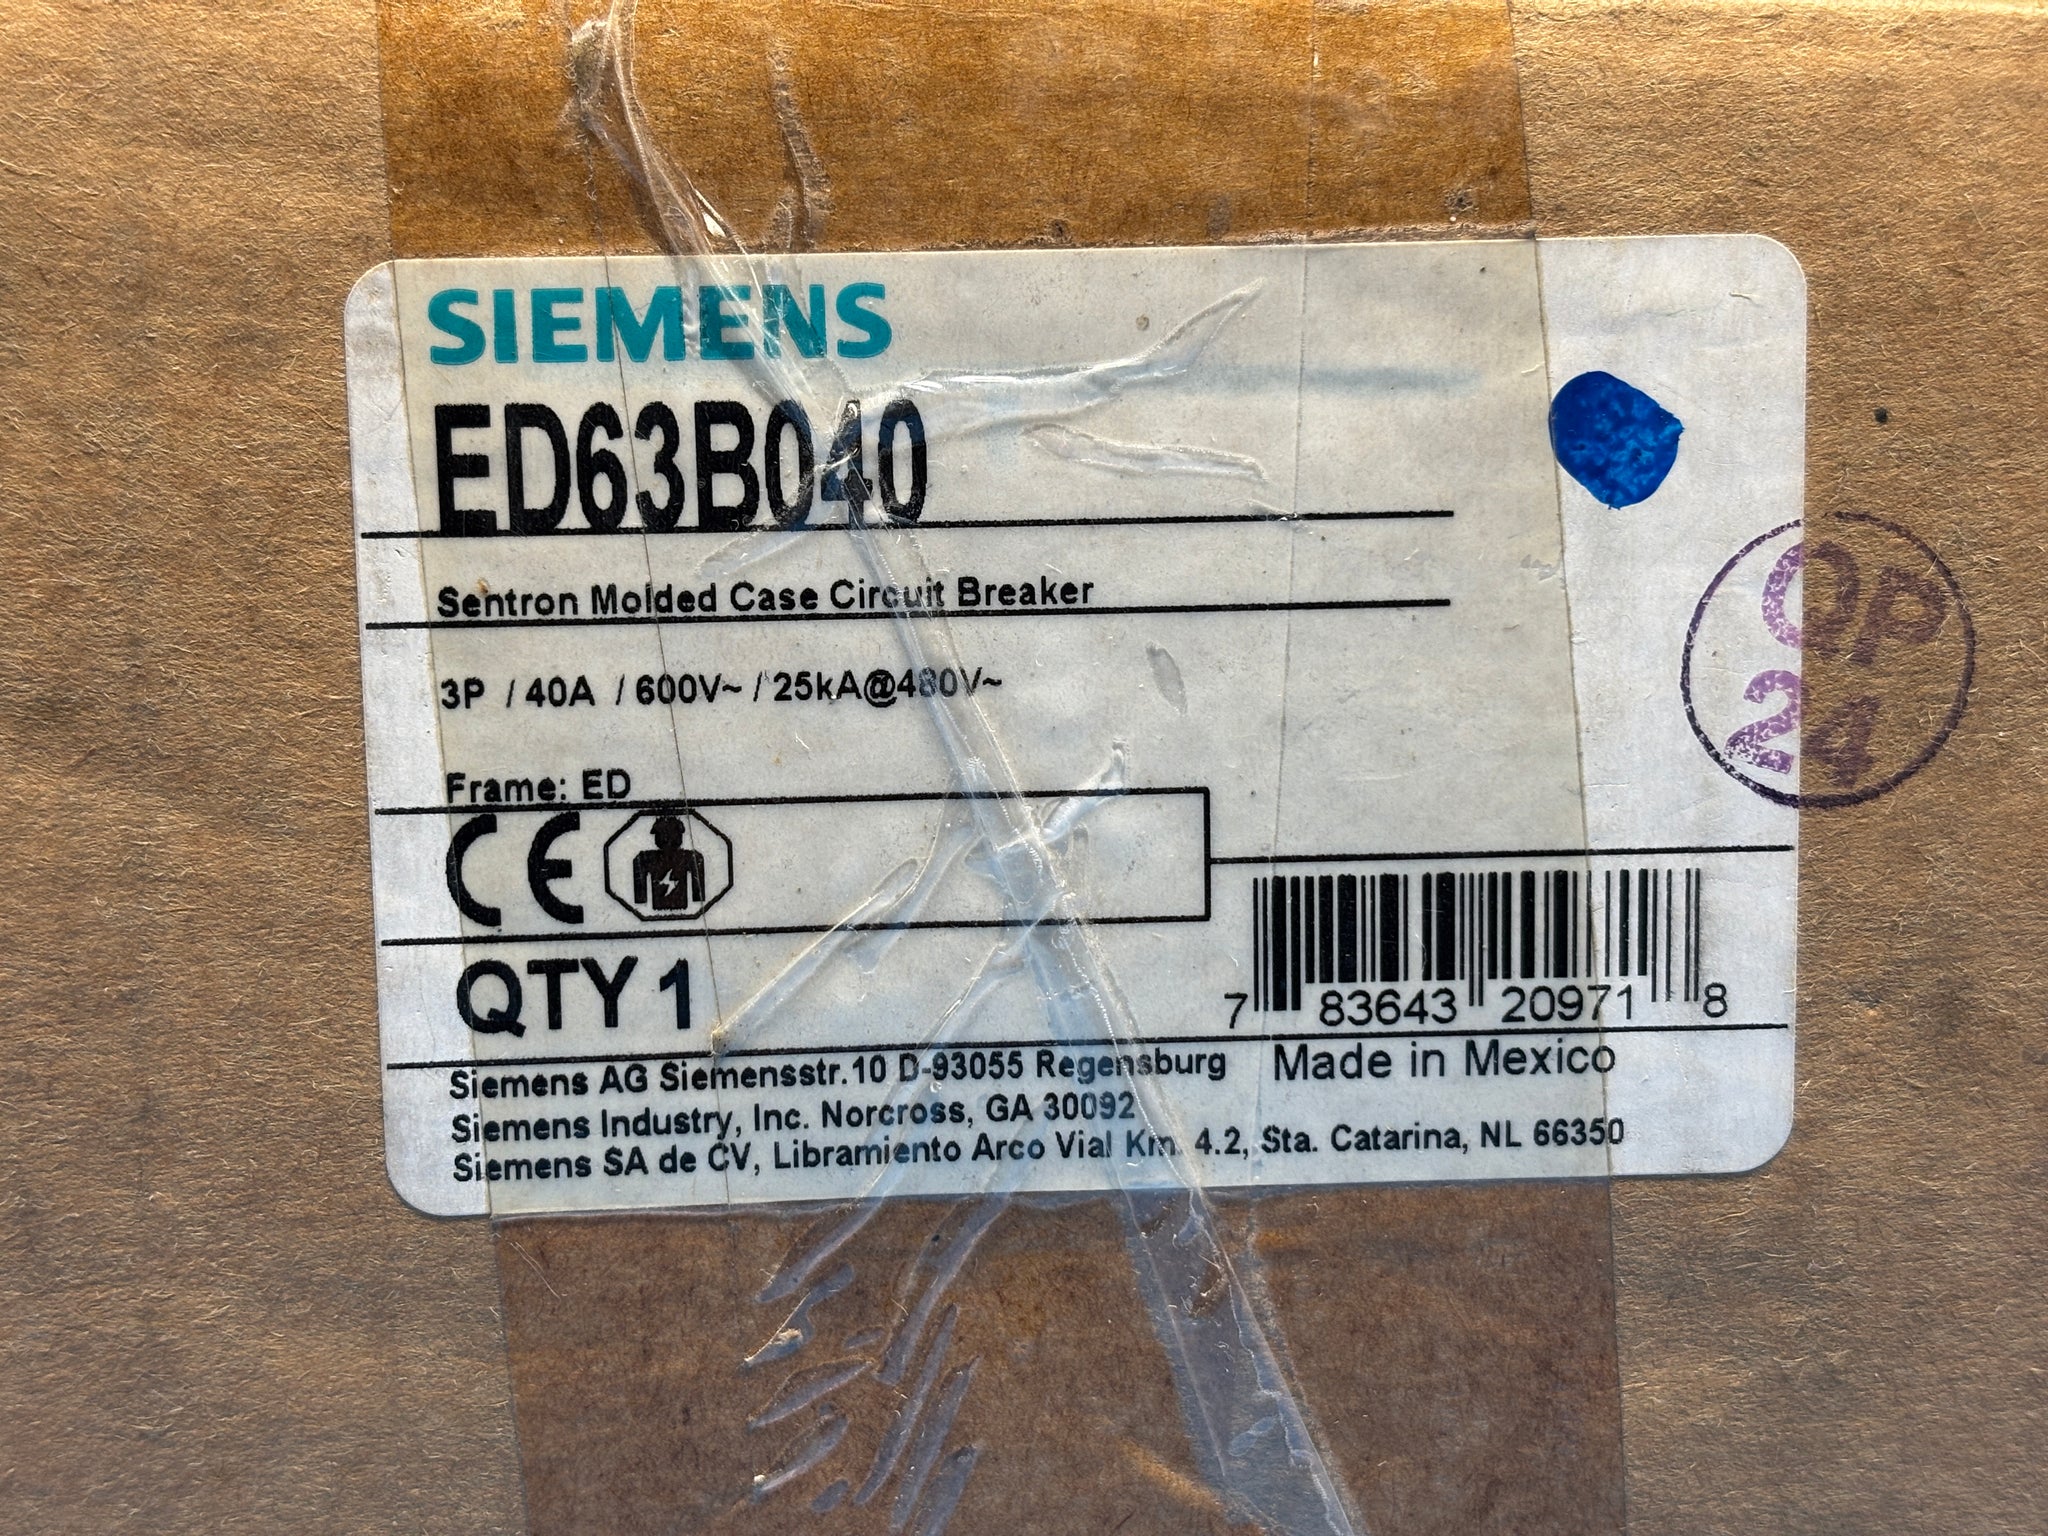 SIEMENS
ED63B040
Sentron Molded Case Circuit Breaker
3P / 40A / 600V~ / 25kA@480V~
Frame: ED
CE
QTY 1
7 83643 20971 8
Siemens AG Siemensstr.10 D-93055 Regensburg
Made in Mexico
Siemens Industry, Inc. Norcross, GA 30092
Siemens SA de CV, Libramiento Arco Vial Km. 4.2, Sta. Catarina, NL 66350
QP
24